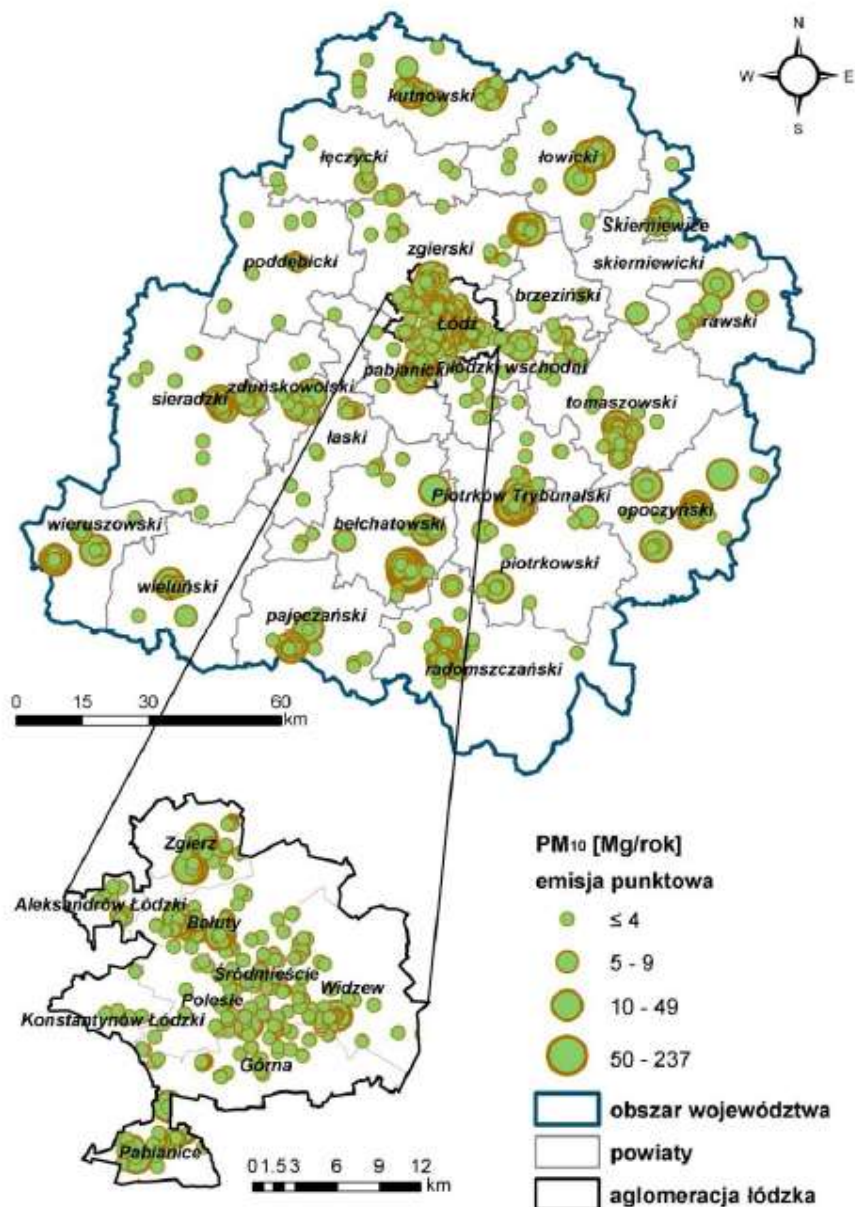 N
W E
S
kutnowski
łęczycki
łowicki
Skierniewice
zgierski
poddębicki
skierniewicki
brzeziński
rawski
Łódź
pabjanicki łódzki wschodni
zduńskowolski
sieradzki
tomaszowski
łaski
Piotrków Trybunalski
opoczyński
wieruszowski
bełchatowski
piotrkowski
wieluński
pajęczański
radomszczański
0 15 30 60
km
Zgierz
Aleksandrów Łódzki
Bałuty
Śródmieście
Widzew
Polesie
Konstantynów Łódzki
Górna
Pabianice
0 1.5 3 6 9 12
km
PM10 [Mg/rok]
emisja punktowa
≤ 4
5 - 9
10 - 49
50 - 237
obszar województwa
powiaty
aglomeracja łódzka